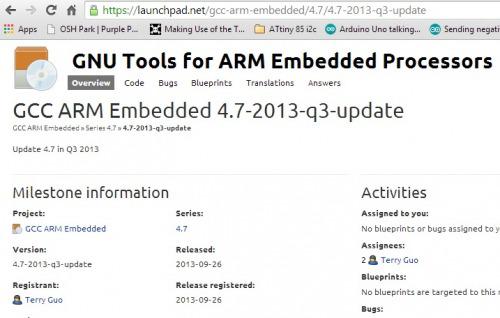 https://launchpad.net/gcc-arm-embedded/4.7/4.7-2013-q3-update
Apps OSH Park | Purple P... Making Use of the T... ATtiny 85 i2c Arduino Uno talking... Sending negati
GNU Tools for ARM Embedded Processors
Overview Code Bugs Blueprints Translations Answers
GCC ARM Embedded 4.7-2013-q3-update
GCC ARM Embedded » Series 4.7 » 4.7-2013-q3-update
Update 4.7 in Q3 2013
Milestone information
Project:
GCC ARM Embedded
Series:
4.7
Version:
4.7-2013-q3-update
Released:
2013-09-26
Registrant:
Terry Guo
Release registered:
2013-09-26
Activities
Assigned to you:
No blueprints or bugs assigned to y
Assignees:
2 Terry Guo
Blueprints:
No blueprints are targeted to this
Bugs: